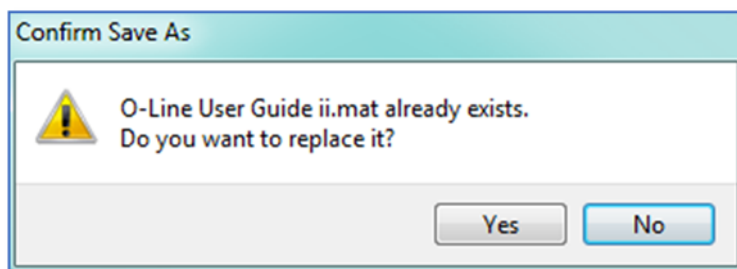 Confirm Save As
O-Line User Guide ii.mat already exists.
Do you want to replace it?
Yes No